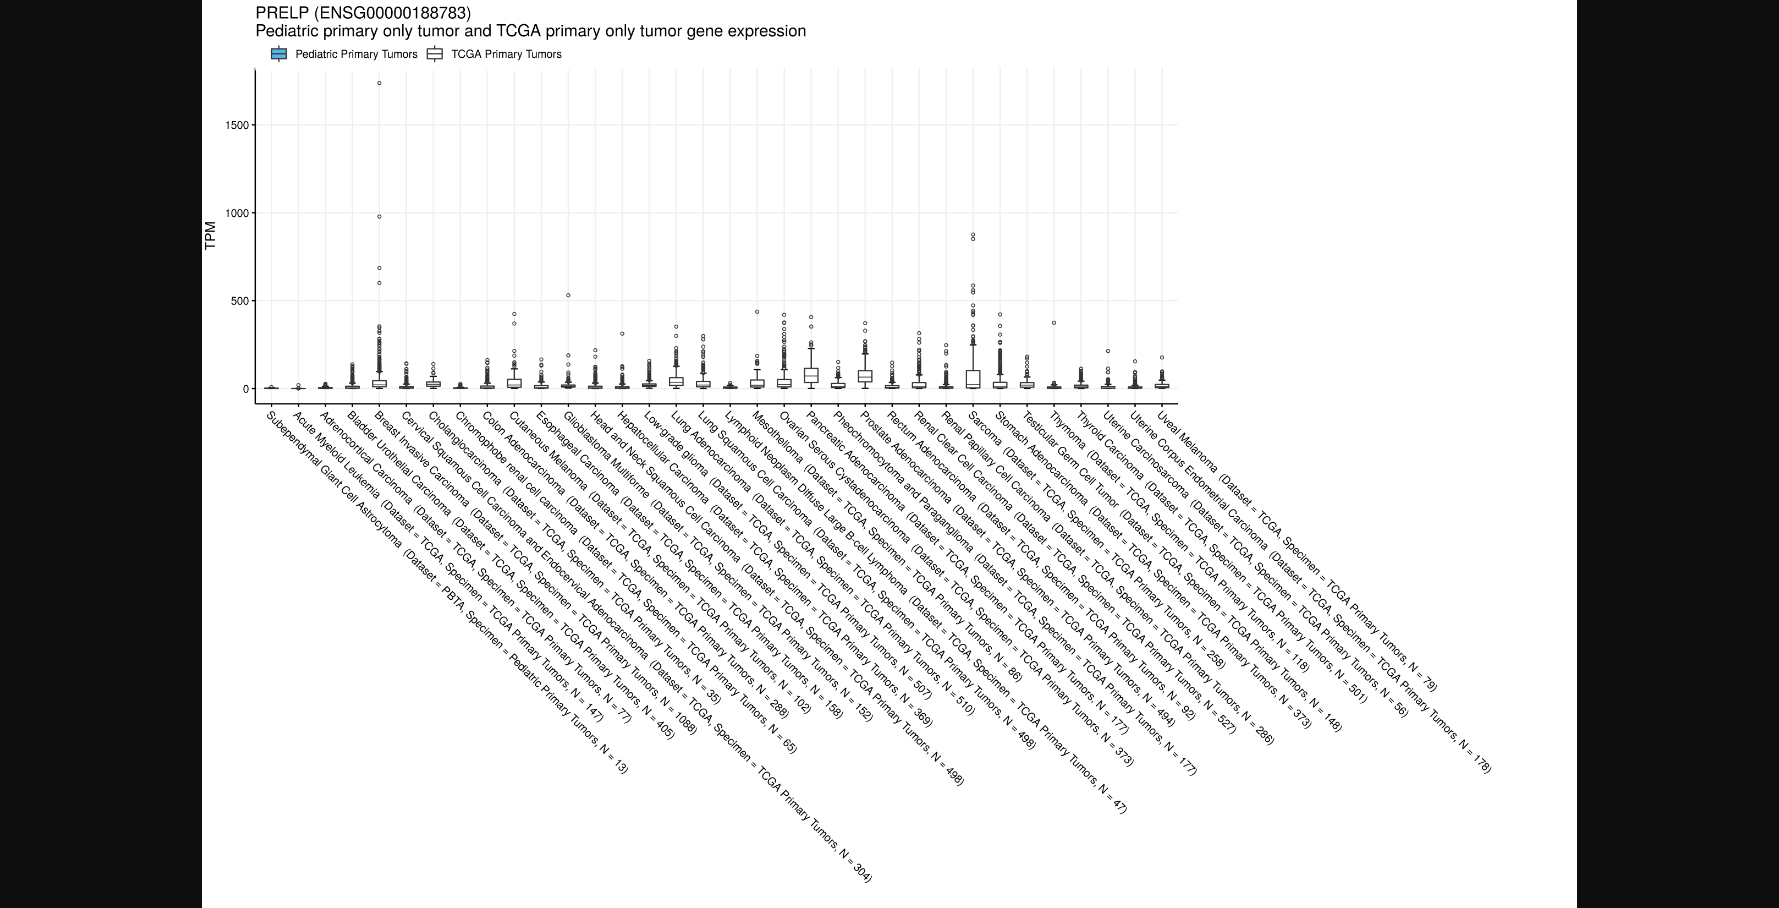 PRELP (ENSG00000188783)
Pediatric primary only tumor and TCGA primary only tumor gene expression
Pediatric Primary Tumors
TCGA Primary Tumors
TPM
1500
1000
500
0
Subependymal Giant Cell Astrocytoma (Dataset = PBTA, Specimen = Pediatric Primary Tumors, N = 13)
Acute Myeloid Leukemia (Dataset = TCGA, Specimen = TCGA Primary Tumors, N = 147)
Adrenocortical Carcinoma (Dataset = TCGA, Specimen = TCGA Primary Tumors, N = 77)
Bladder Urothelial Carcinoma (Dataset = TCGA, Specimen = TCGA Primary Tumors, N = 405)
Breast Invasive Carcinoma (Dataset = TCGA, Specimen = TCGA Primary Tumors, N = 1088)
Cervical Squamous Cell Carcinoma and Endocervical Adenocarcinoma (Dataset = TCGA, Specimen = TCGA Primary Tumors, N = 304)
Cholangiocarcinoma (Dataset = TCGA, Specimen = TCGA Primary Tumors, N = 35)
Chromophobe renal cell carcinoma (Dataset = TCGA, Specimen = TCGA Primary Tumors, N = 65)
Colon Adenocarcinoma (Dataset = TCGA, Specimen = TCGA Primary Tumors, N = 288)
Cutaneous Melanoma (Dataset = TCGA, Specimen = TCGA Primary Tumors, N = 102)
Esophageal Carcinoma (Dataset = TCGA, Specimen = TCGA Primary Tumors, N = 158)
Glioblastoma Multiforme (Dataset = TCGA, Specimen = TCGA Primary Tumors, N = 152)
Head and Neck Squamous Cell Carcinoma (Dataset = TCGA, Specimen = TCGA Primary Tumors, N = 498)
Hepatocellular Carcinoma (Dataset = TCGA, Specimen = TCGA Primary Tumors, N = 369)
Low-grade glioma (Dataset = TCGA, Specimen = TCGA Primary Tumors, N = 507)
Lung Adenocarcinoma (Dataset = TCGA, Specimen = TCGA Primary Tumors, N = 510)
Lung Squamous Cell Carcinoma (Dataset = TCGA, Specimen = TCGA Primary Tumors, N = 498)
Lymphoid Neoplasm Diffuse Large B-cell Lymphoma (Dataset = TCGA, Specimen = TCGA Primary Tumors, N = 47)
Mesothelioma (Dataset = TCGA, Specimen = TCGA Primary Tumors, N = 86)
Ovarian Serous Cystadenocarcinoma (Dataset = TCGA, Specimen = TCGA Primary Tumors, N = 373)
Pancreatic Adenocarcinoma (Dataset = TCGA, Specimen = TCGA Primary Tumors, N = 177)
Pheochromocytoma and Paraganglioma (Dataset = TCGA, Specimen = TCGA Primary Tumors, N = 177)
Prostate Adenocarcinoma (Dataset = TCGA, Specimen = TCGA Primary Tumors, N = 494)
Rectum Adenocarcinoma (Dataset = TCGA, Specimen = TCGA Primary Tumors, N = 92)
Renal Clear Cell Carcinoma (Dataset = TCGA, Specimen = TCGA Primary Tumors, N = 527)
Renal Papillary Cell Carcinoma (Dataset = TCGA, Specimen = TCGA Primary Tumors, N = 286)
Sarcoma (Dataset = TCGA, Specimen = TCGA Primary Tumors, N = 258)
Stomach Adenocarcinoma (Dataset = TCGA, Specimen = TCGA Primary Tumors, N = 373)
Testicular Germ Cell Tumor (Dataset = TCGA, Specimen = TCGA Primary Tumors, N = 148)
Thymoma (Dataset = TCGA, Specimen = TCGA Primary Tumors, N = 118)
Thyroid Carcinoma (Dataset = TCGA, Specimen = TCGA Primary Tumors, N = 501)
Uterine Carcinosarcoma (Dataset = TCGA, Specimen = TCGA Primary Tumors, N = 56)
Uterine Corpus Endometrial Carcinoma (Dataset = TCGA, Specimen = TCGA Primary Tumors, N = 178)
Uveal Melanoma (Dataset = TCGA, Specimen = TCGA Primary Tumors, N = 79)